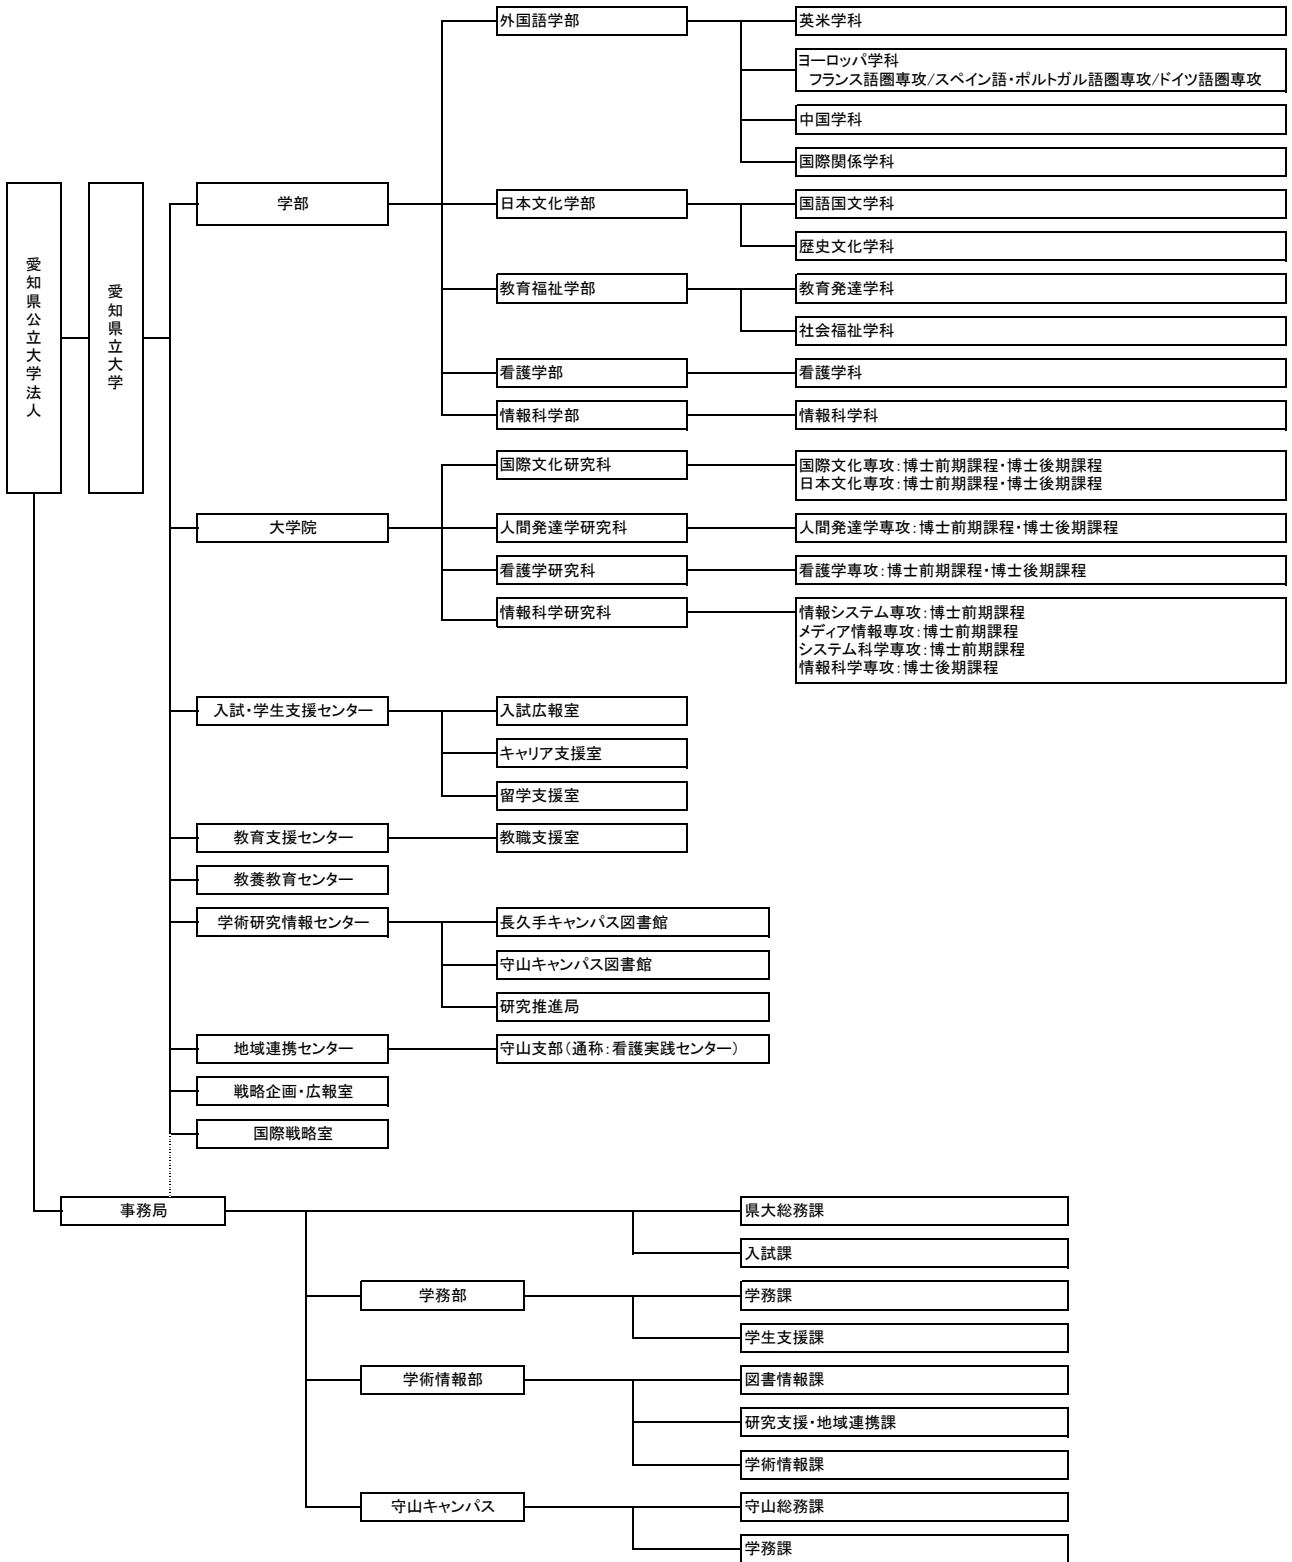 愛知県公立大学法人
愛知県立大学
学部
外国語学部
英米学科
ヨーロッパ学科
フランス語圏専攻/スペイン語・ポルトガル語圏専攻/ドイツ語圏専攻
中国学科
国際関係学科
日本文化学部
国語国文学科
歴史文化学科
教育福祉学部
教育発達学科
社会福祉学科
看護学部
看護学科
情報科学部
情報科学科
大学院
国際文化研究科
国際文化専攻：博士前期課程・博士後期課程
日本文化専攻：博士前期課程・博士後期課程
人間発達学研究科
人間発達学専攻：博士前期課程・博士後期課程
看護学研究科
看護学専攻：博士前期課程・博士後期課程
情報科学研究科
情報システム専攻：博士前期課程
メディア情報専攻：博士前期課程
システム科学専攻：博士前期課程
情報科学専攻：博士後期課程
入試・学生支援センター
入試広報室
キャリア支援室
留学支援室
教育支援センター
教職支援室
教養教育センター
学術研究情報センター
長久手キャンパス図書館
守山キャンパス図書館
研究推進局
地域連携センター
守山支部（通称：看護実践センター）
戦略企画・広報室
国際戦略室
事務局
県大総務課
入試課
学務部
学務課
学生支援課
学術情報部
図書情報課
研究支援・地域連携課
学術情報課
守山キャンパス
守山総務課
学務課